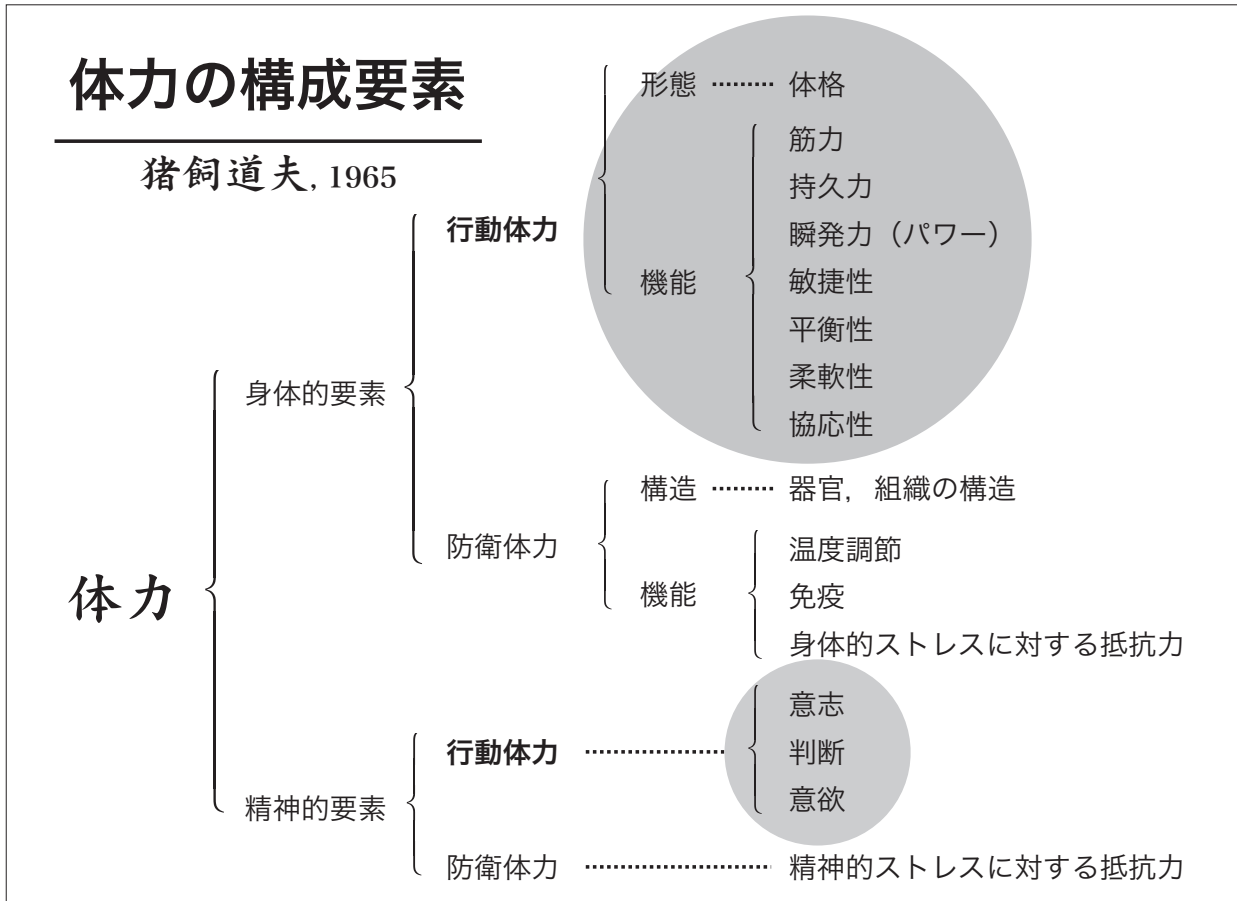 体力の構成要素
猪飼道夫, 1965
体力
身体的要素
行動体力
形態 ……… 体格
機能
筋力
持久力
瞬発力（パワー）
敏捷性
平衡性
柔軟性
協応性
防衛体力
構造 ……… 器官，組織の構造
機能
温度調節
免疫
身体的ストレスに対する抵抗力
精神的要素
行動体力
意志
判断
意欲
防衛体力 ……… 精神的ストレスに対する抵抗力